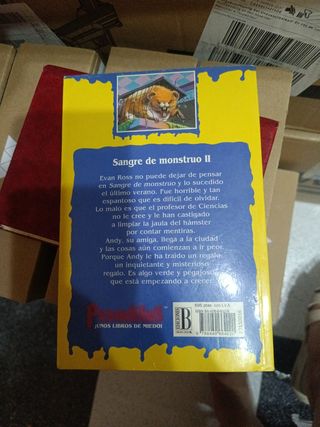 Sangre de monstruo II
Evan Ross no puede dejar de pensar
en Sangre de monstruo y lo sucedido
el último verano. Fue horrible y tan
espantoso que es difícil de olvidar.
Lo malo es que el profesor de Ciencias
no le cree y le han castigado
a limpiar la jaula del hámster
por contar mentiras.
Andy, su amiga, llega a la ciudad
y las cosas aún comienzan a ir peor.
Porque Andy le ha traído un regalo,
un inquietante y misterioso
regalo. Es algo verde y pegajoso
que está empezando a crecer.
Pesadillas
¡UNOS LIBROS DE MIEDO!
EDICIONES
B